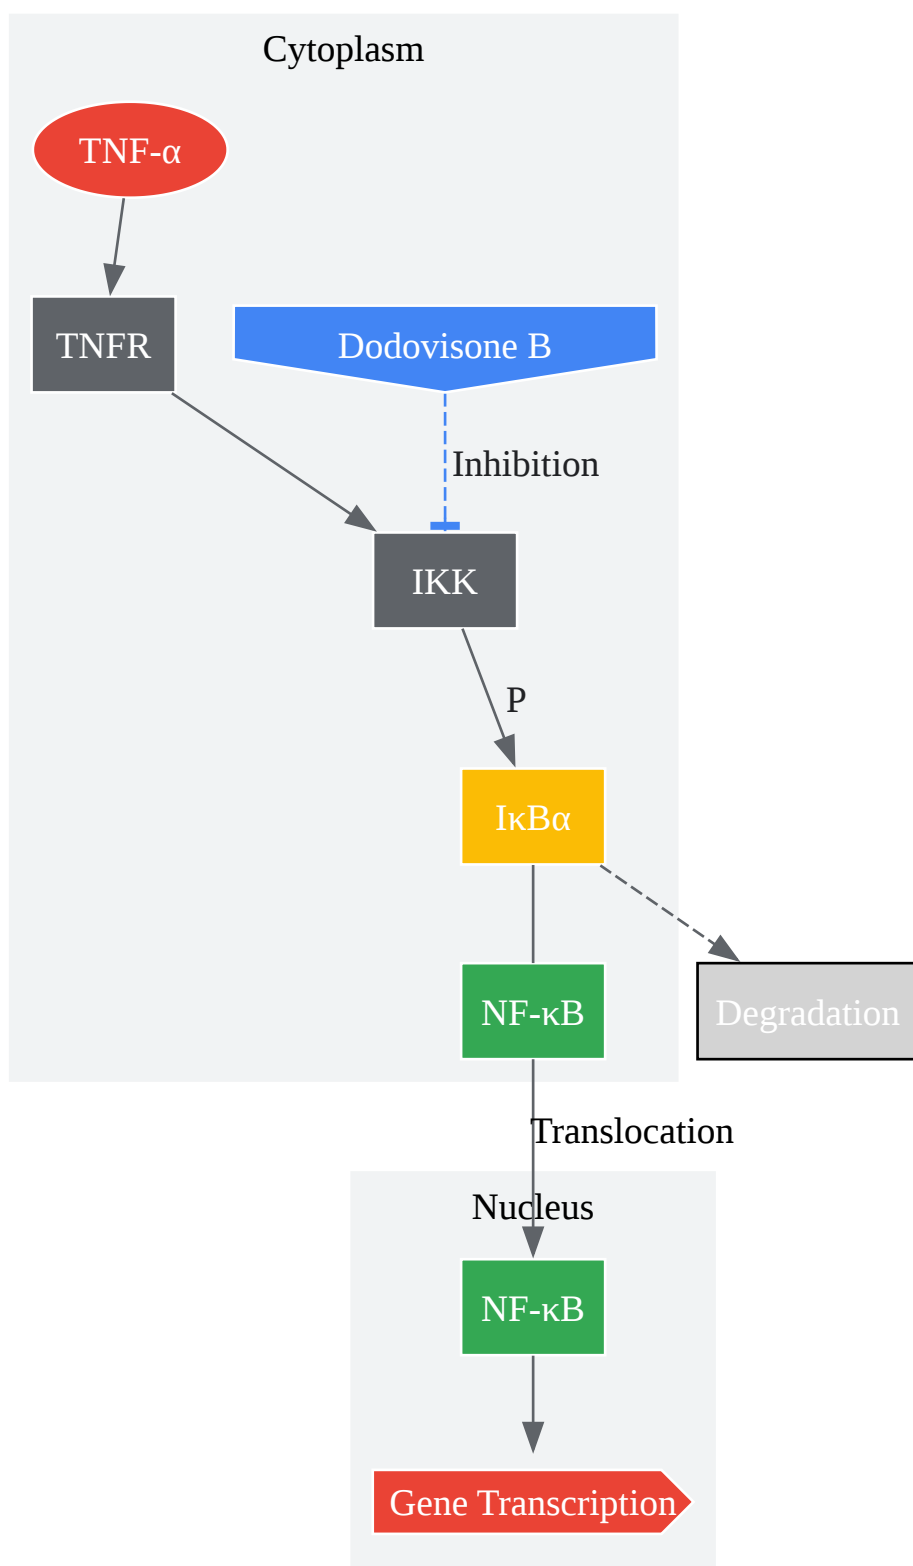 Cytoplasm
TNF-α
TNFR
Dodovisone B
Inhibition
IKK
P
IκBα
NF-κB
Degradation
Translocation
Nucleus
NF-κB
Gene Transcription